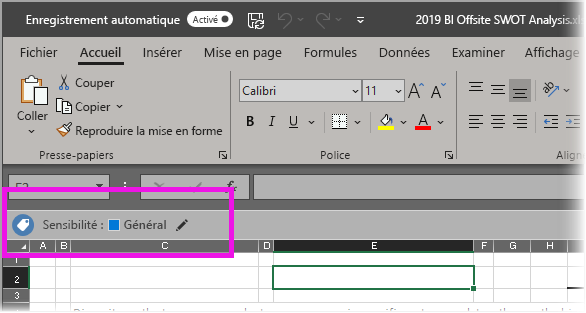 Enregistrement automatique Activé 2019 BI Offsite SWOT Analysis.xl
Fichier Accueil Insertion Mise en page Formules Données Examiner Affichage
Coller
Couper
Copier
Reproduire la mise en forme
Presse-papiers
Calibri 11
B I U A
Police
Align
E2 fx
Sensibilité : Général
A B C D E F G H
1
2
3